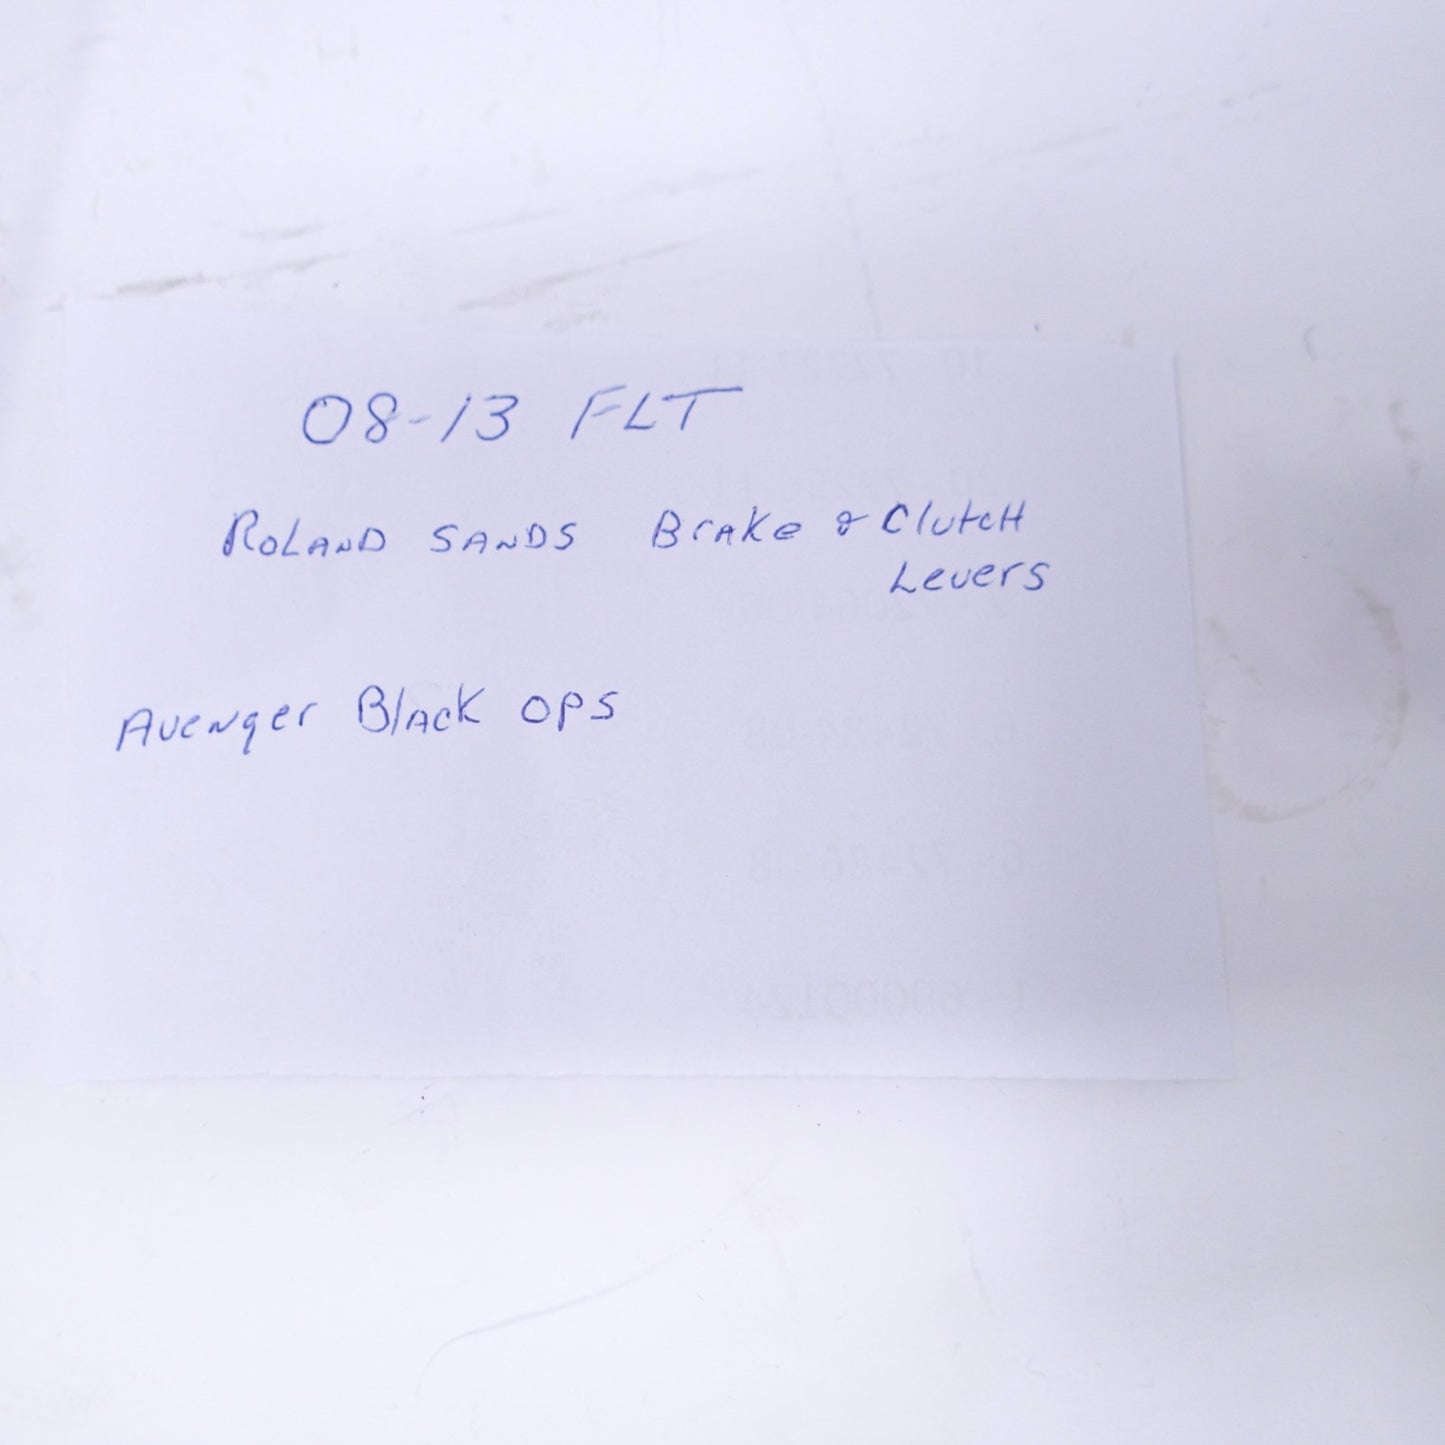 08-13 FLT
ROLAND SANDS Brake & ClutcH
Levers
Avenger Black OPS